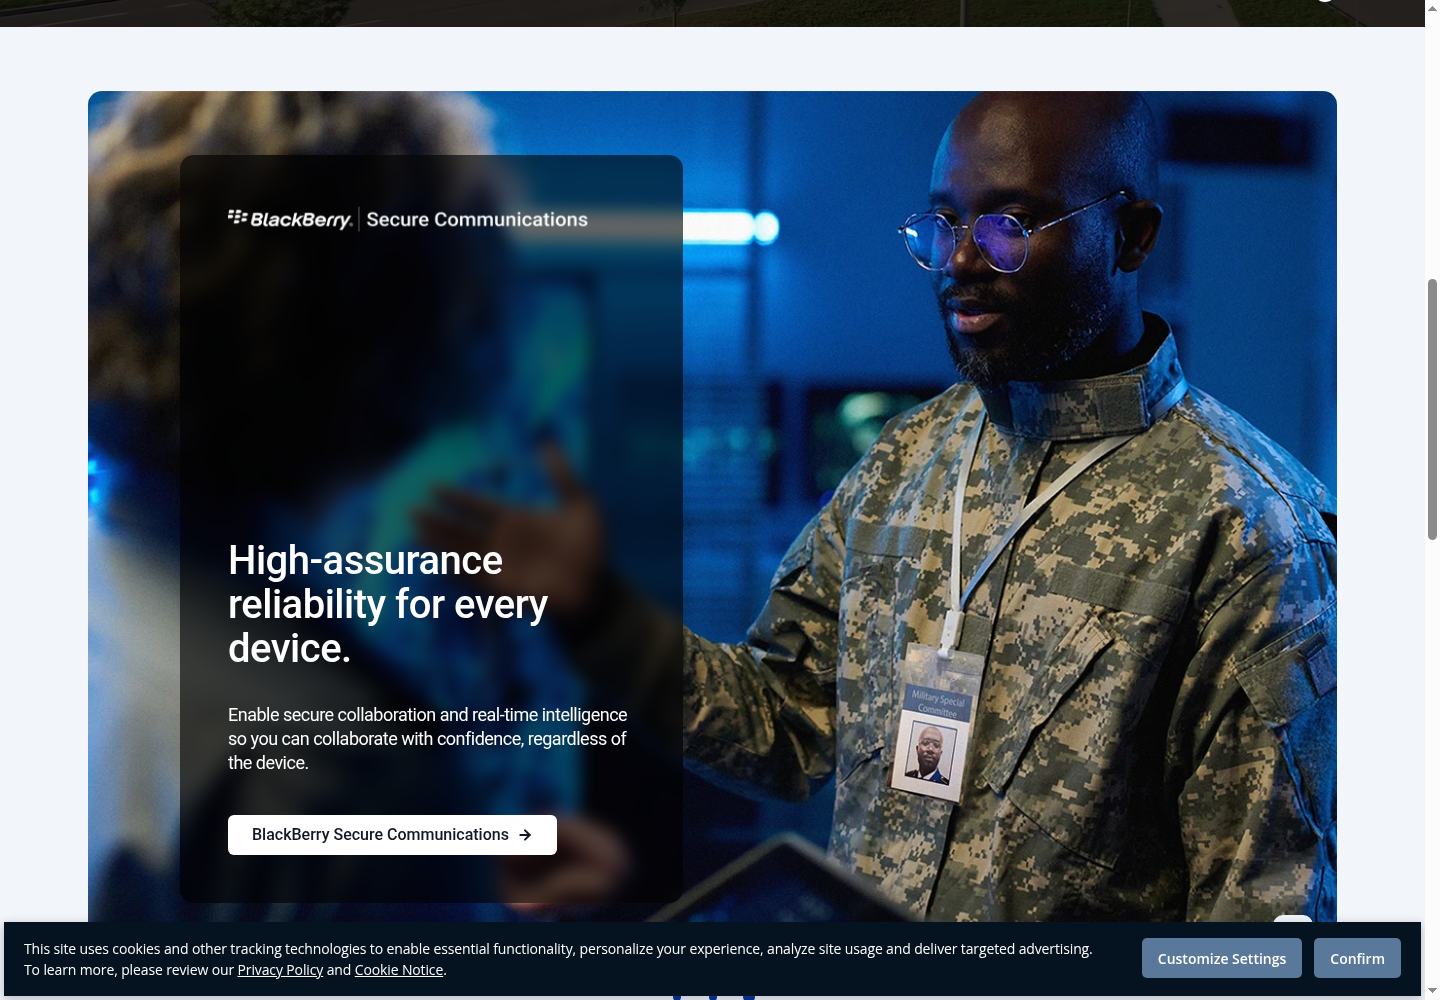 BlackBerry Secure Communications
High-assurance
reliability for every
device.
Enable secure collaboration and real-time intelligence
so you can collaborate with confidence, regardless of
the device.
BlackBerry Secure Communications →
Military Special
Committee
This site uses cookies and other tracking technologies to enable essential functionality, personalize your experience, analyze site usage and deliver targeted advertising.
To learn more, please review our Privacy Policy and Cookie Notice.
Customize Settings
Confirm